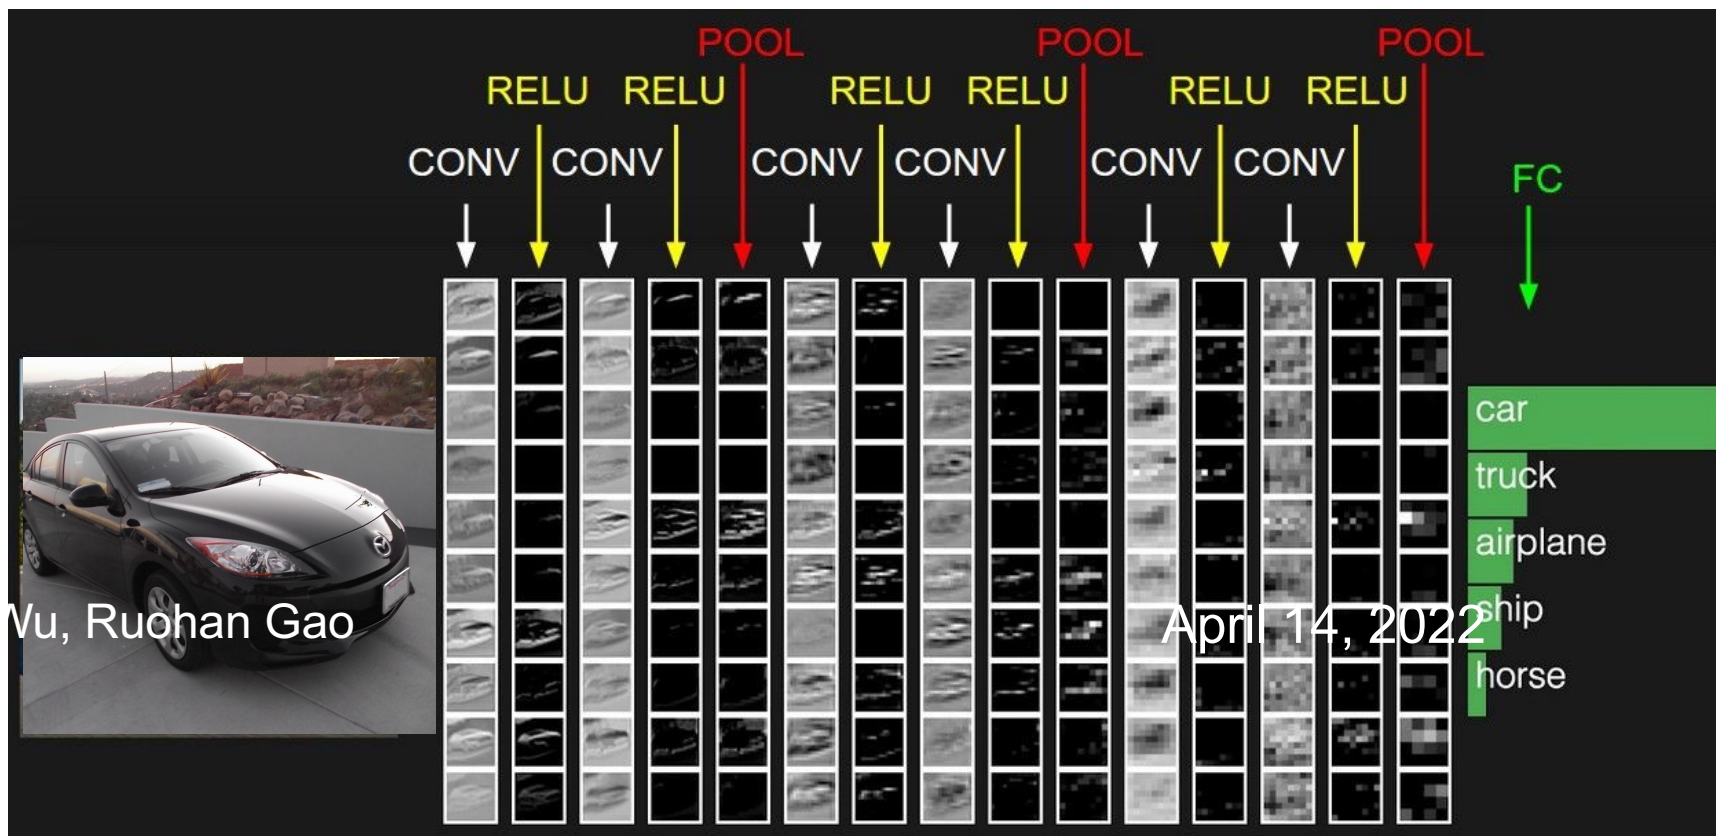 POOL POOL POOL
RELU RELU RELU RELU RELU RELU
CONV CONV CONV CONV CONV CONV
FC
car
truck
airplane
ship
horse
Wu, Ruohan Gao
April 14, 2022